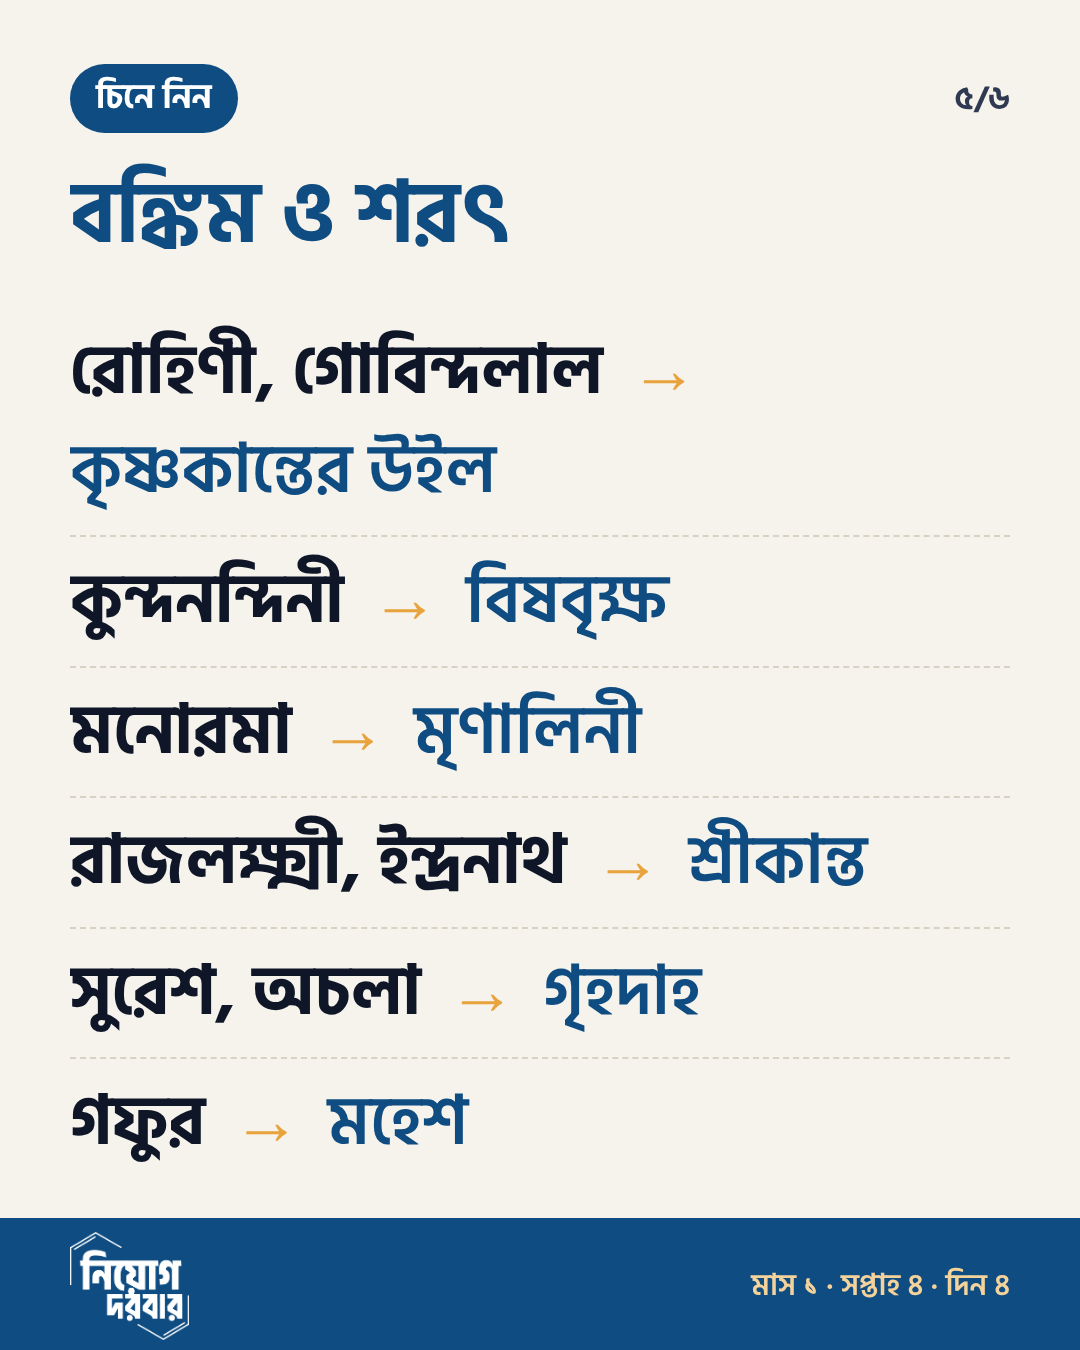 চিনে নিন
৫/৬
বঙ্কিম ও শরৎ
রোহিণী, গোবিন্দলাল →
কৃষ্ণকান্তের উইল
কুন্দনন্দিনী → বিষবৃক্ষ
মনোরমা → মৃণালিনী
রাজলক্ষ্মী, ইন্দ্রনাথ → শ্রীকান্ত
সুরেশ, অচলা → গৃহদাহ
গফুর → মহেশ
নিয়োগ
দরবার
মাস ১ · সপ্তাহ ৪ · দিন ৪